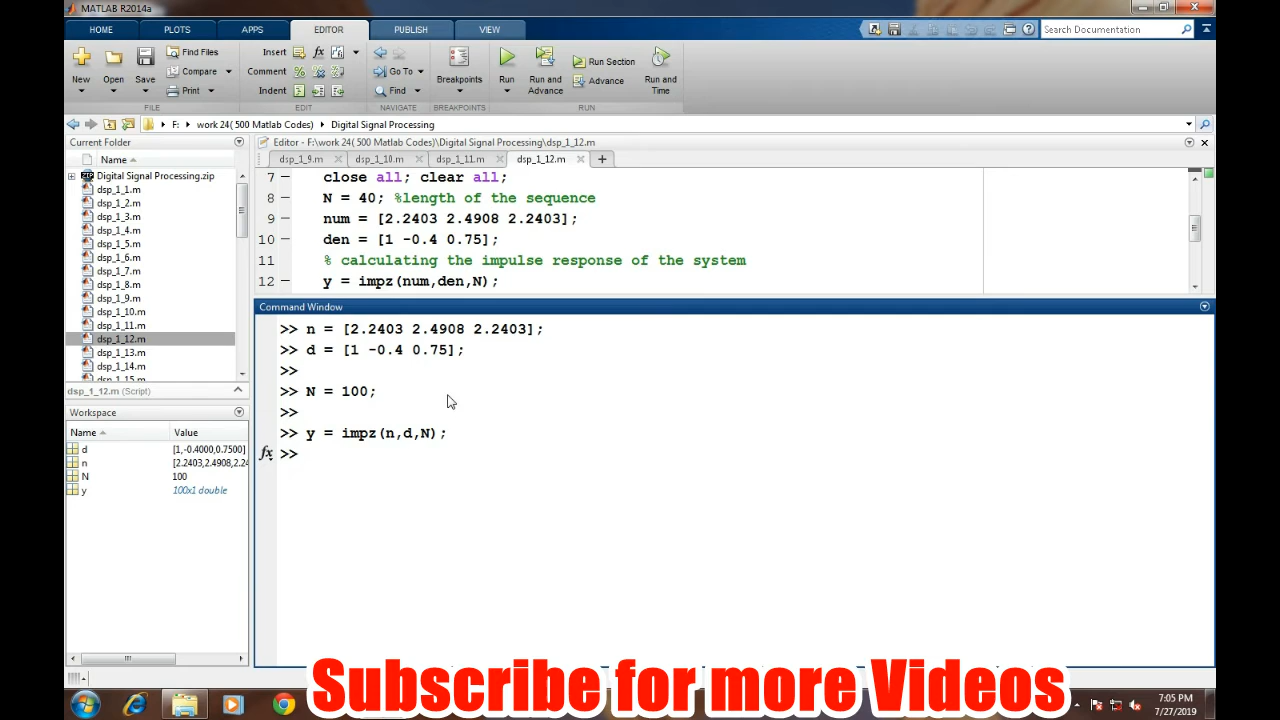 MATLAB R2014a
HOME PLOTS APPS EDITOR PUBLISH VIEW Search Documentation
New Open Save Find Files Compare Print Insert Comment Indent Go To Find Breakpoints Run Run and Advance Run Section Advance Run and Time
FILE EDIT NAVIGATE BREAKPOINTS RUN
F: ▸ work 24( 500 Matlab Codes) ▸ Digital Signal Processing
Current Folder
Name
Digital Signal Processing.zip
dsp_1_1.m
dsp_1_2.m
dsp_1_3.m
dsp_1_4.m
dsp_1_5.m
dsp_1_6.m
dsp_1_7.m
dsp_1_8.m
dsp_1_9.m
dsp_1_10.m
dsp_1_11.m
dsp_1_12.m
dsp_1_13.m
dsp_1_14.m
dsp_1_15.m
dsp_1_12.m (Script)
Workspace
Name Value
d [1,-0.4000,0.7500]
n [2.2403,2.4908,2.24
N 100
y 100x1 double
Editor - F:\work 24( 500 Matlab Codes)\Digital Signal Processing\dsp_1_12.m
dsp_1_9.m dsp_1_10.m dsp_1_11.m dsp_1_12.m
7 – close all; clear all;
8 – N = 40; %length of the sequence
9 – num = [2.2403 2.4908 2.2403];
10 – den = [1 -0.4 0.75];
11 % calculating the impulse response of the system
12 – y = impz(num,den,N);
Command Window
>> n = [2.2403 2.4908 2.2403];
>> d = [1 -0.4 0.75];
>>
>> N = 100;
>>
>> y = impz(n,d,N);
fx >>
Subscribe for more Videos
7:05 PM
7/27/2019